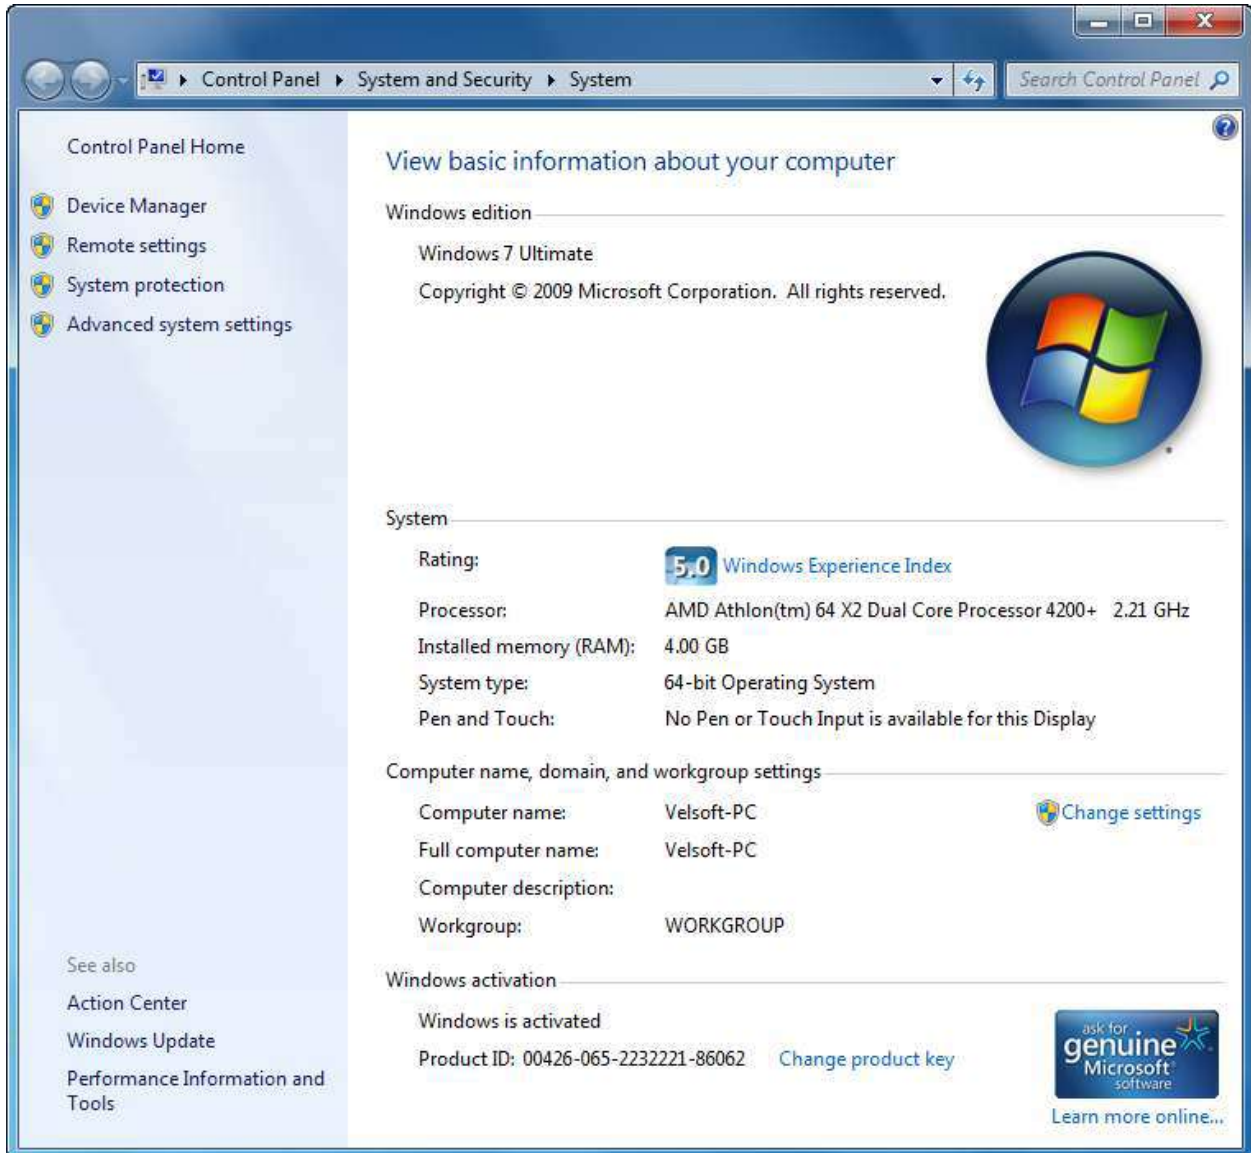 Control Panel ▸ System and Security ▸ System
Search Control Panel
Control Panel Home
Device Manager
Remote settings
System protection
Advanced system settings
View basic information about your computer
Windows edition
Windows 7 Ultimate
Copyright © 2009 Microsoft Corporation. All rights reserved.
System
Rating: 5.0 Windows Experience Index
Processor: AMD Athlon(tm) 64 X2 Dual Core Processor 4200+ 2.21 GHz
Installed memory (RAM): 4.00 GB
System type: 64-bit Operating System
Pen and Touch: No Pen or Touch Input is available for this Display
Computer name, domain, and workgroup settings
Computer name: Velsoft-PC Change settings
Full computer name: Velsoft-PC
Computer description:
Workgroup: WORKGROUP
Windows activation
Windows is activated
Product ID: 00426-065-2232221-86062 Change product key
ask for
genuine
Microsoft
software
Learn more online...
See also
Action Center
Windows Update
Performance Information and
Tools